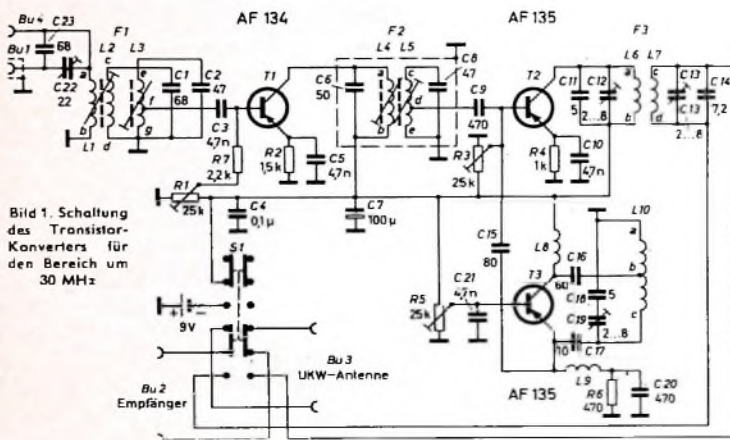 AF 134
AF 135
Bu4
C23
68
F1
L2
L3
C2
47
Bu1
C22
22
a
b
L1
c
d
e
f
g
C1
68
C3
4,7n
R7
2,2k
T1
R2
1,5k
C5
4,7n
C6
50
F2
L4
L5
a
b
c
d
e
C8
47
C9
470
R3
25k
T2
R4
1k
C10
4,7n
C11
5
C12
2...8
F3
L6
L7
a
b
c
d
C13
C13
2...8
C14
7,2
Bild 1. Schaltung
des Transistor-
Konverters für
den Bereich um
30 MHz
R1
25k
C4
0,1µ
C7
100µ
S1
+
-
9V
Bu 2
Empfänger
Bu 3
UKW-Antenne
R5
25k
C21
4,7n
C15
80
T3
AF 135
L8
C16
60
L10
a
b
c
C18
5
C19
2...8
10
C17
L9
R6
470
C20
470